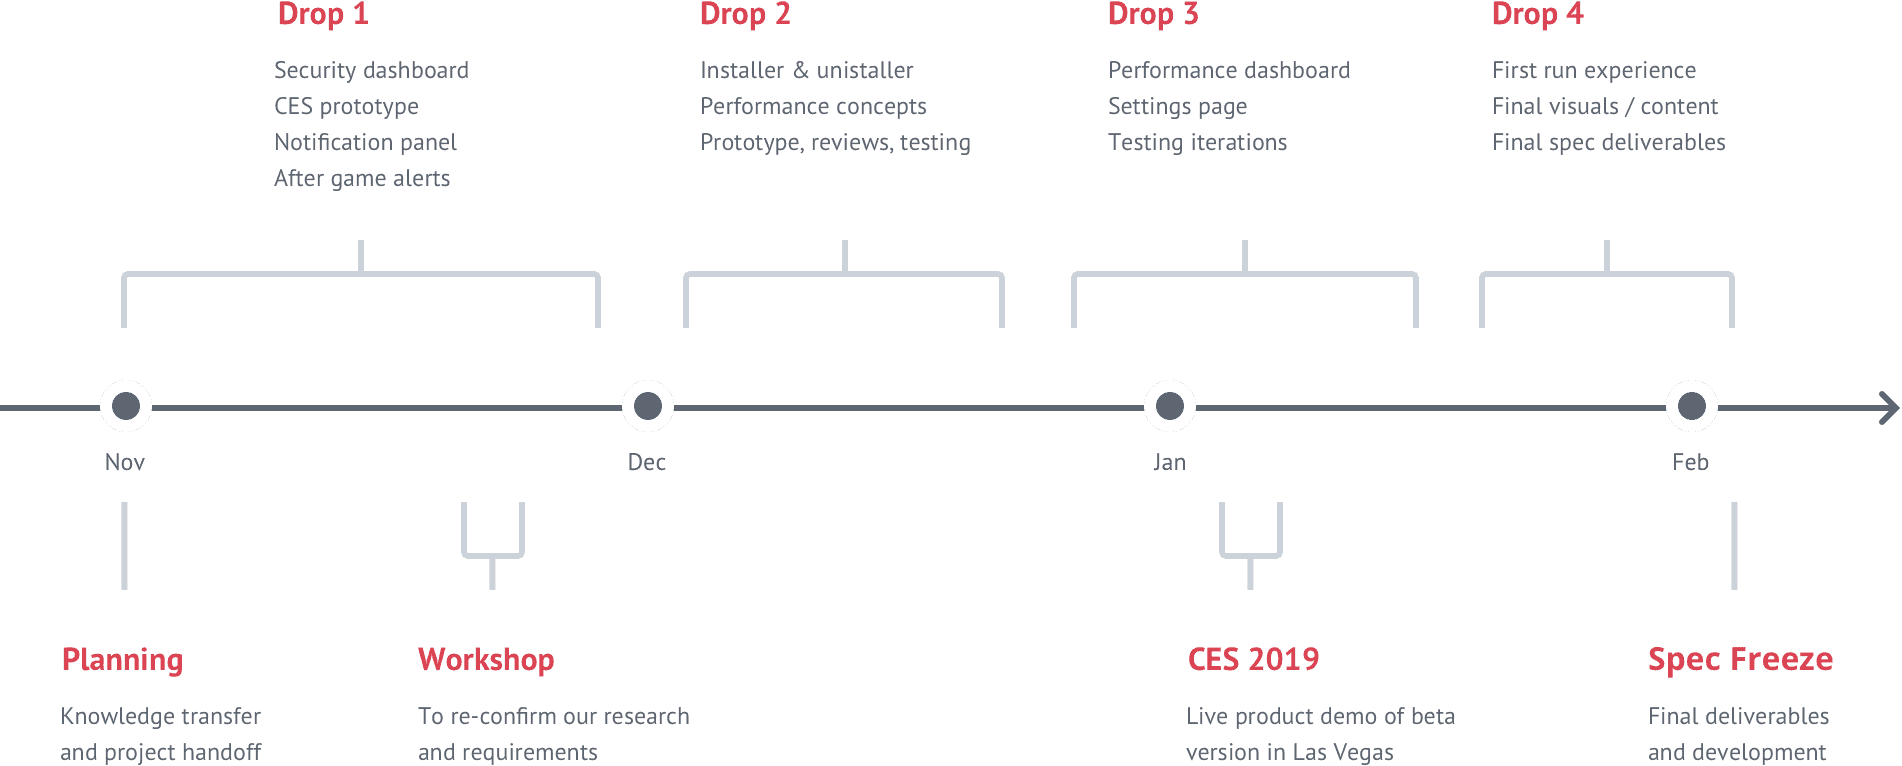 Drop 1
Security dashboard
CES prototype
Notification panel
After game alerts
Drop 2
Installer & unistaller
Performance concepts
Prototype, reviews, testing
Drop 3
Performance dashboard
Settings page
Testing iterations
Drop 4
First run experience
Final visuals / content
Final spec deliverables
Nov
Dec
Jan
Feb
Planning
Knowledge transfer
and project handoff
Workshop
To re-confirm our research
and requirements
CES 2019
Live product demo of beta
version in Las Vegas
Spec Freeze
Final deliverables
and development